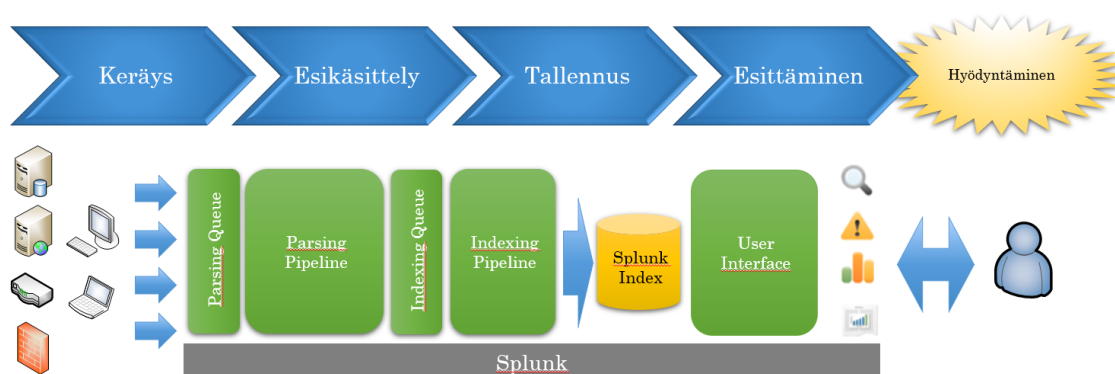 Keräys
Esikäsittely
Tallennus
Esittäminen
Hyödyntäminen
Parsing Queue
Parsing
Pipeline
Indexing Queue
Indexing
Pipeline
Splunk
Index
User
Interface
Splunk